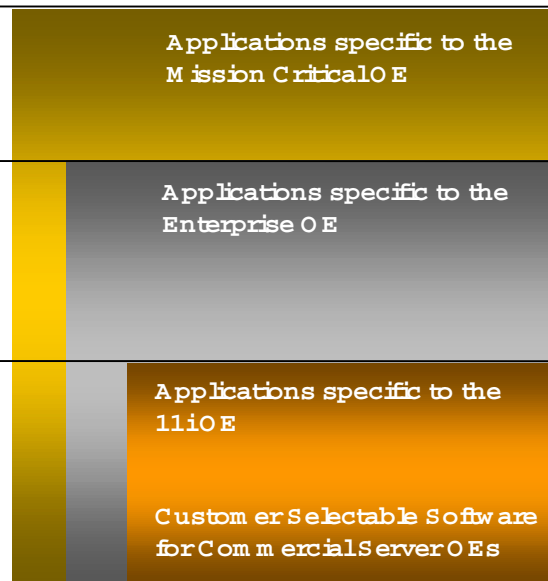 Applications specific to the
Mission Critical OE
Applications specific to the
Enterprise OE
Applications specific to the
11i OE
Customer Selectable Software
for Commercial Server OEs